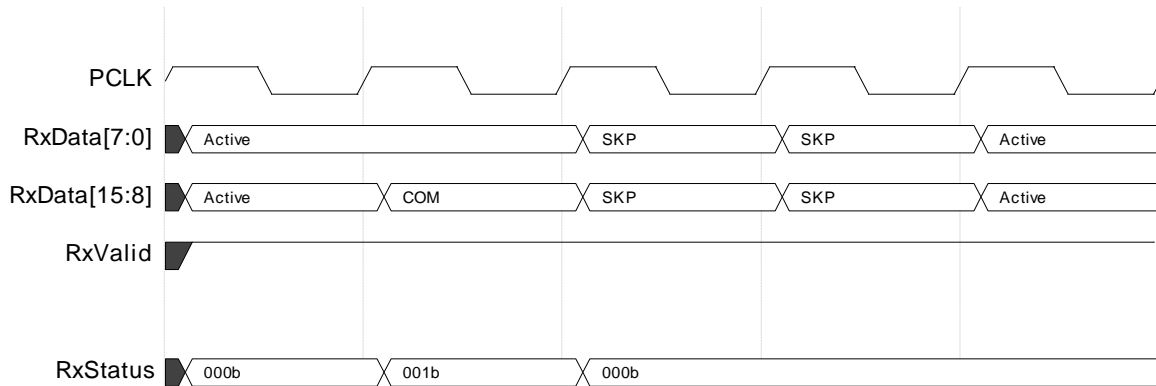 PCLK
RxData[7:0] Active SKP SKP Active
RxData[15:8] Active COM SKP SKP Active
RxValid
RxStatus 000b 001b 000b